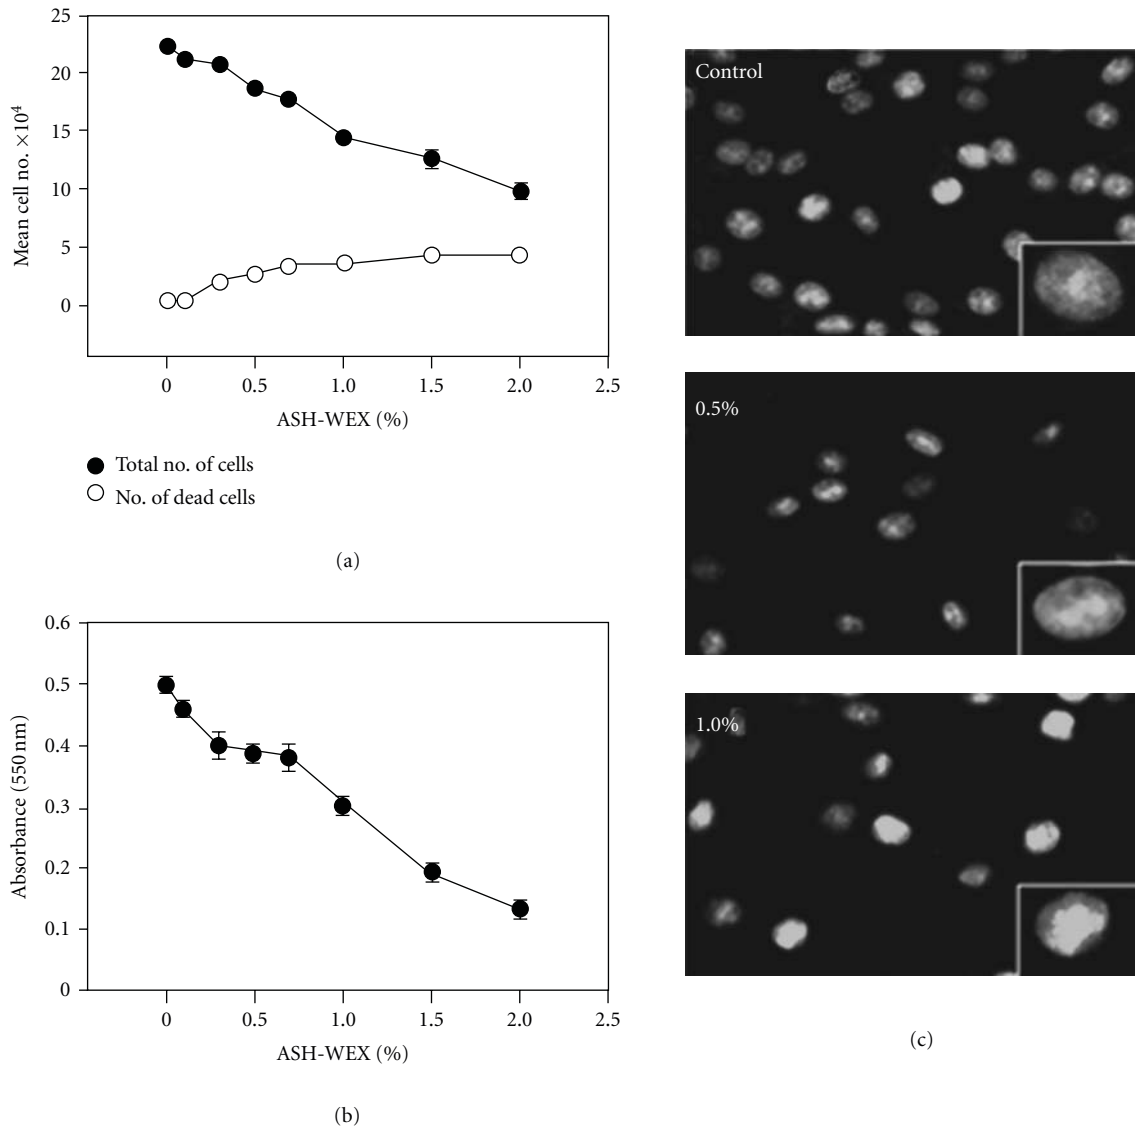 25
20
15
10
5
0
Mean cell no. ×10⁴
0 0.5 1.0 1.5 2.0 2.5
ASH-WEX (%)
Total no. of cells
No. of dead cells
(a)
0.6
0.5
0.4
0.3
0.2
0.1
0
Absorbance (550 nm)
0 0.5 1.0 1.5 2.0 2.5
ASH-WEX (%)
(b)
Control
0.5%
1.0%
(c)